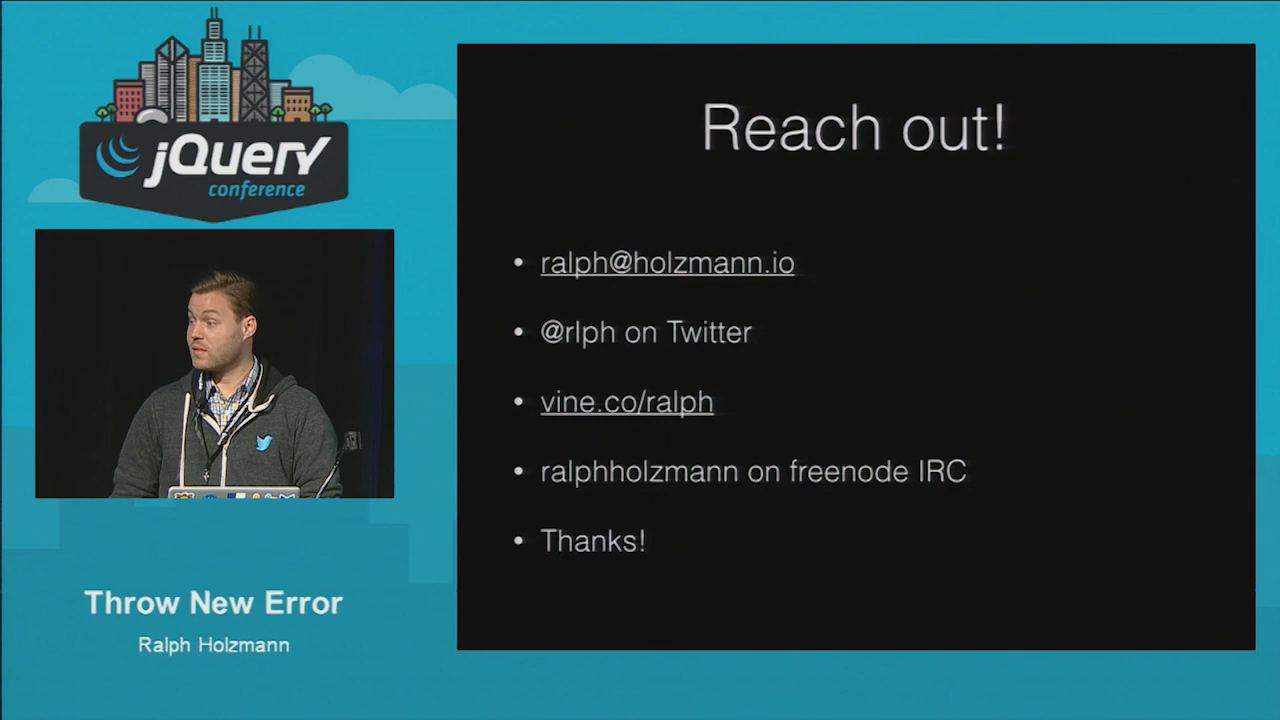 jQuery
conference
Throw New Error
Ralph Holzmann
Reach out!
• ralph@holzmann.io
• @rlph on Twitter
• vine.co/ralph
• ralphholzmann on freenode IRC
• Thanks!